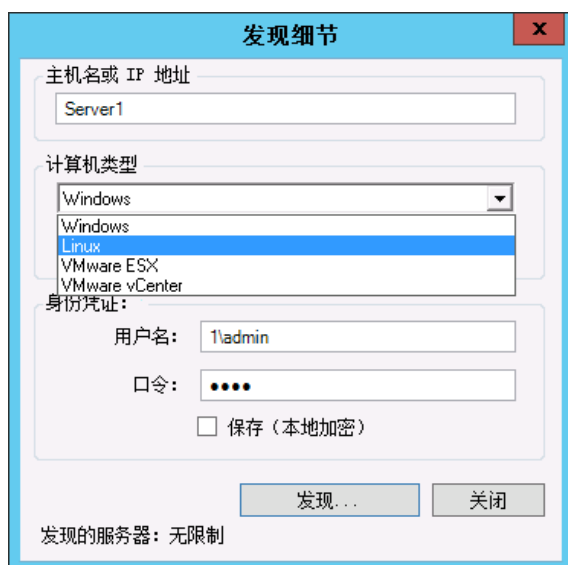 发现细节
x
主机名或 IP 地址
Server1
计算机类型
Windows
Windows
Linux
VMware ESX
VMware vCenter
身份凭证:
用户名: 1\admin
口令: ●●●●
保存（本地加密）
发现... 关闭
发现的服务器: 无限制